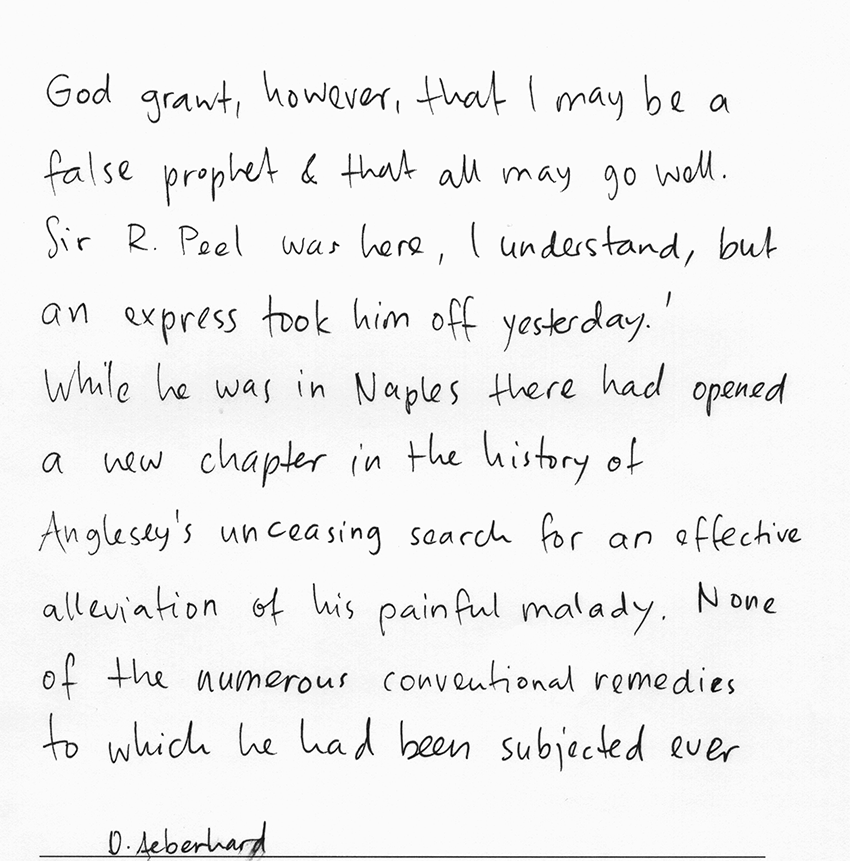 God grant, however, that I may be a
false prophet & that all may go well.
Sir R. Peel was here, I understand, but
an express took him off yesterday.'
While he was in Naples there had opened
a new chapter in the history of
Anglesey's unceasing search for an effective
alleviation of his painful malady. None
of the numerous conventional remedies
to which he had been subjected ever
D. Aeberhard